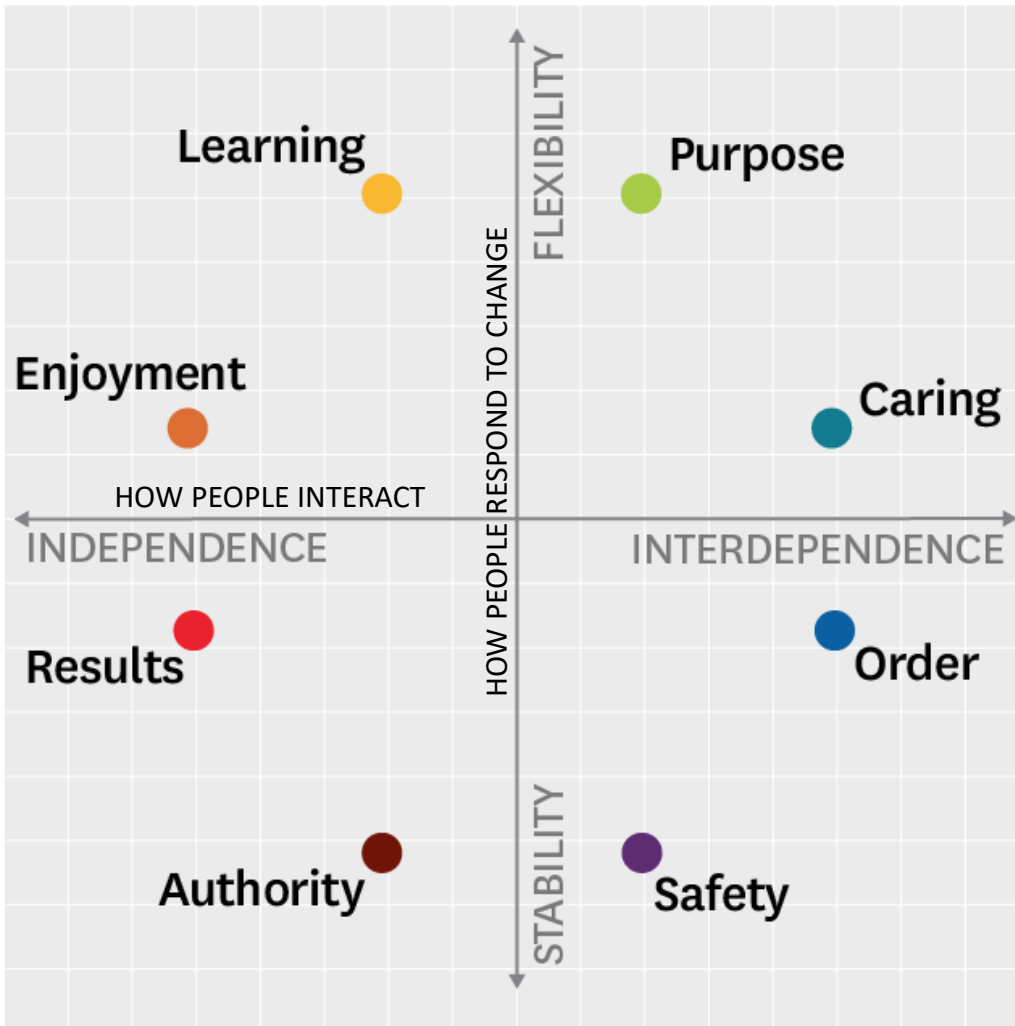 FLEXIBILITY
Learning
Purpose
HOW PEOPLE RESPOND TO CHANGE
Enjoyment
Caring
HOW PEOPLE INTERACT
INDEPENDENCE
INTERDEPENDENCE
Results
Order
STABILITY
Authority
Safety